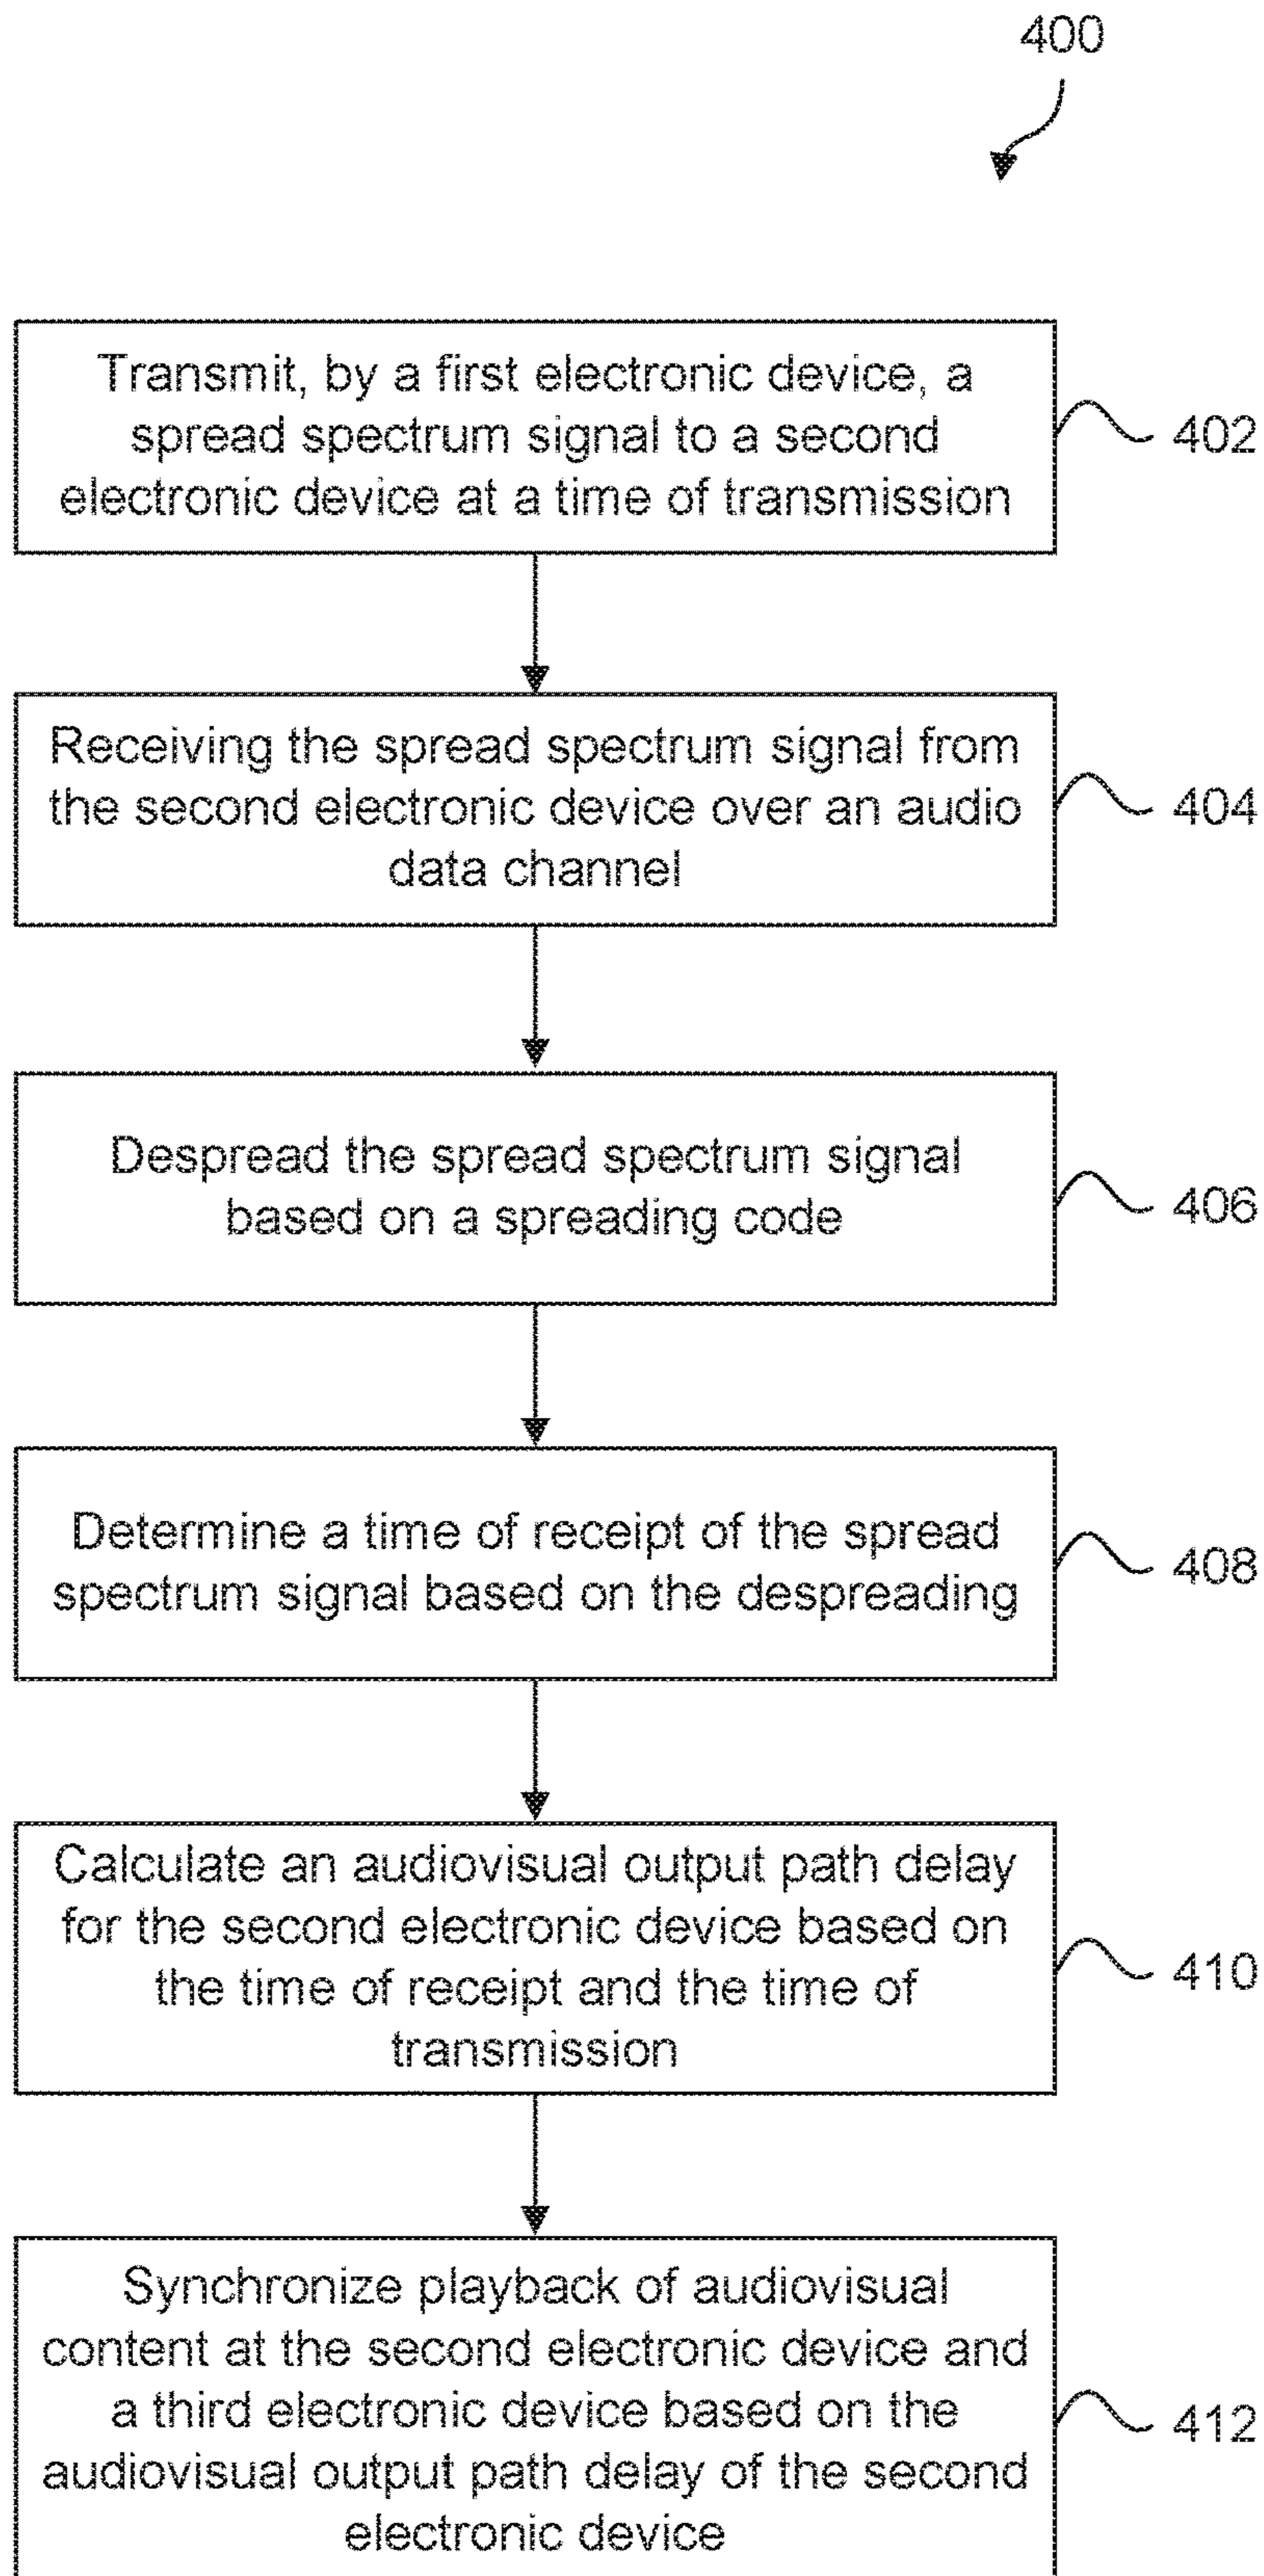 400
Transmit, by a first electronic device, a
spread spectrum signal to a second
electronic device at a time of transmission
402
Receiving the spread spectrum signal from
the second electronic device over an audio
data channel
404
Despread the spread spectrum signal
based on a spreading code
406
Determine a time of receipt of the spread
spectrum signal based on the despreading
408
Calculate an audiovisual output path delay
for the second electronic device based on
the time of receipt and the time of
transmission
410
Synchronize playback of audiovisual
content at the second electronic device and
a third electronic device based on the
audiovisual output path delay of the second
electronic device
412